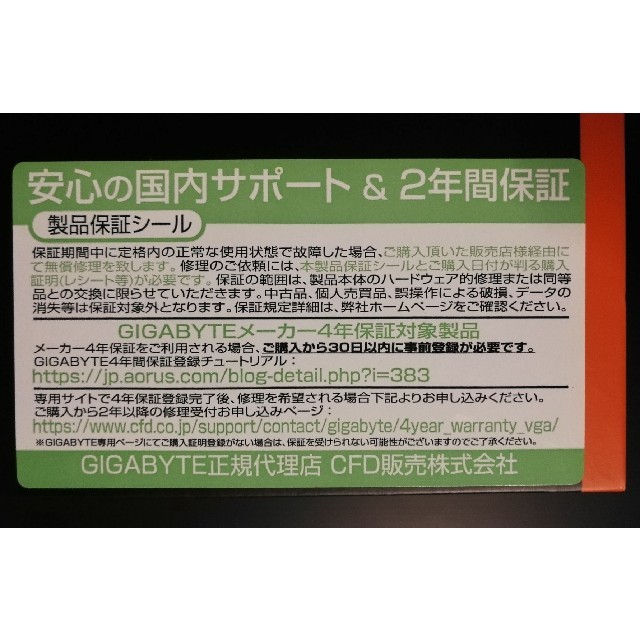 安心の国内サポート & 2年間保証
製品保証シール
保証期間中に定格内の正常な使用状態で故障した場合、ご購入頂いた販売店様経由に
て無償修理を致します。修理のご依頼には、本製品保証シールとご購入日付が判る購入
証明(レシート等)が必要です。保証の範囲は、製品本体のハードウェア的修理または同等
品との交換に限らせていただきます。中古品、個人売買品、誤操作による破損、データの
消失等は保証対象外となります。保証規定詳細は、弊社ホームページをご確認ください。
GIGABYTEメーカー4年保証対象製品
メーカー4年保証をご利用される場合、ご購入から30日以内に事前登録が必要です。
GIGABYTE4年間保証登録チュートリアル:
https://jp.aorus.com/blog-detail.php?i=383
専用サイトで4年保証登録完了後、修理を希望される場合下記よりお申し込みください。
ご購入から2年以降の修理受付お申し込みページ:
https://www.cfd.co.jp/support/contact/gigabyte/4year_warranty_vga/
※GIGABYTE専用ページにてご購入証明登録がない場合は、保証を受けられない可能性がございますのでご了承ください。
GIGABYTE正規代理店 CFD販売株式会社